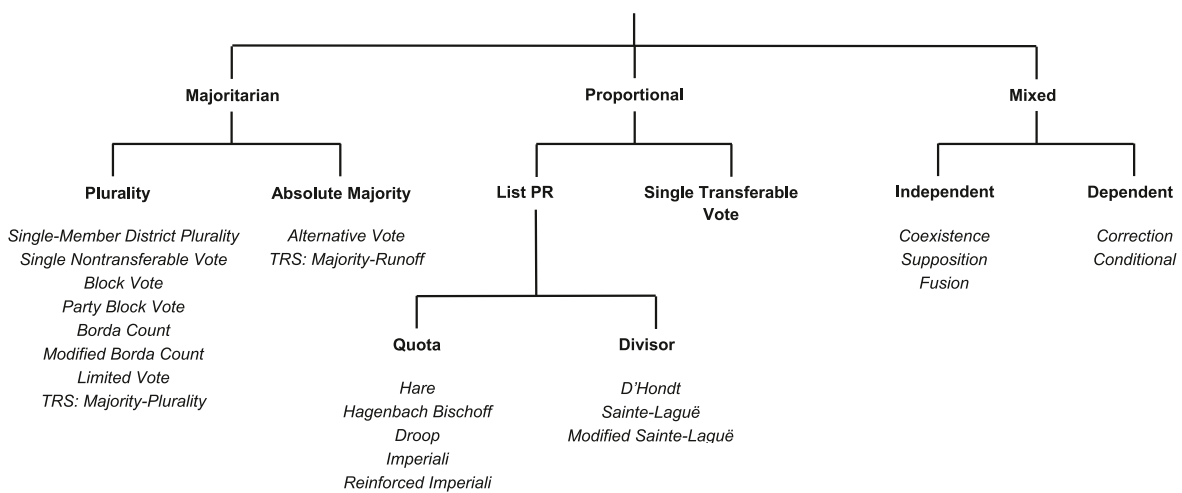 Majoritarian
Proportional
Mixed
Plurality
Absolute Majority
List PR
Single Transferable
Vote
Independent
Dependent
Single-Member District Plurality
Single Nontransferable Vote
Block Vote
Party Block Vote
Borda Count
Modified Borda Count
Limited Vote
TRS: Majority-Plurality
Alternative Vote
TRS: Majority-Runoff
Coexistence
Supposition
Fusion
Correction
Conditional
Quota
Divisor
Hare
Hagenbach Bischoff
Droop
Imperiali
Reinforced Imperiali
D'Hondt
Sainte-Laguë
Modified Sainte-Laguë